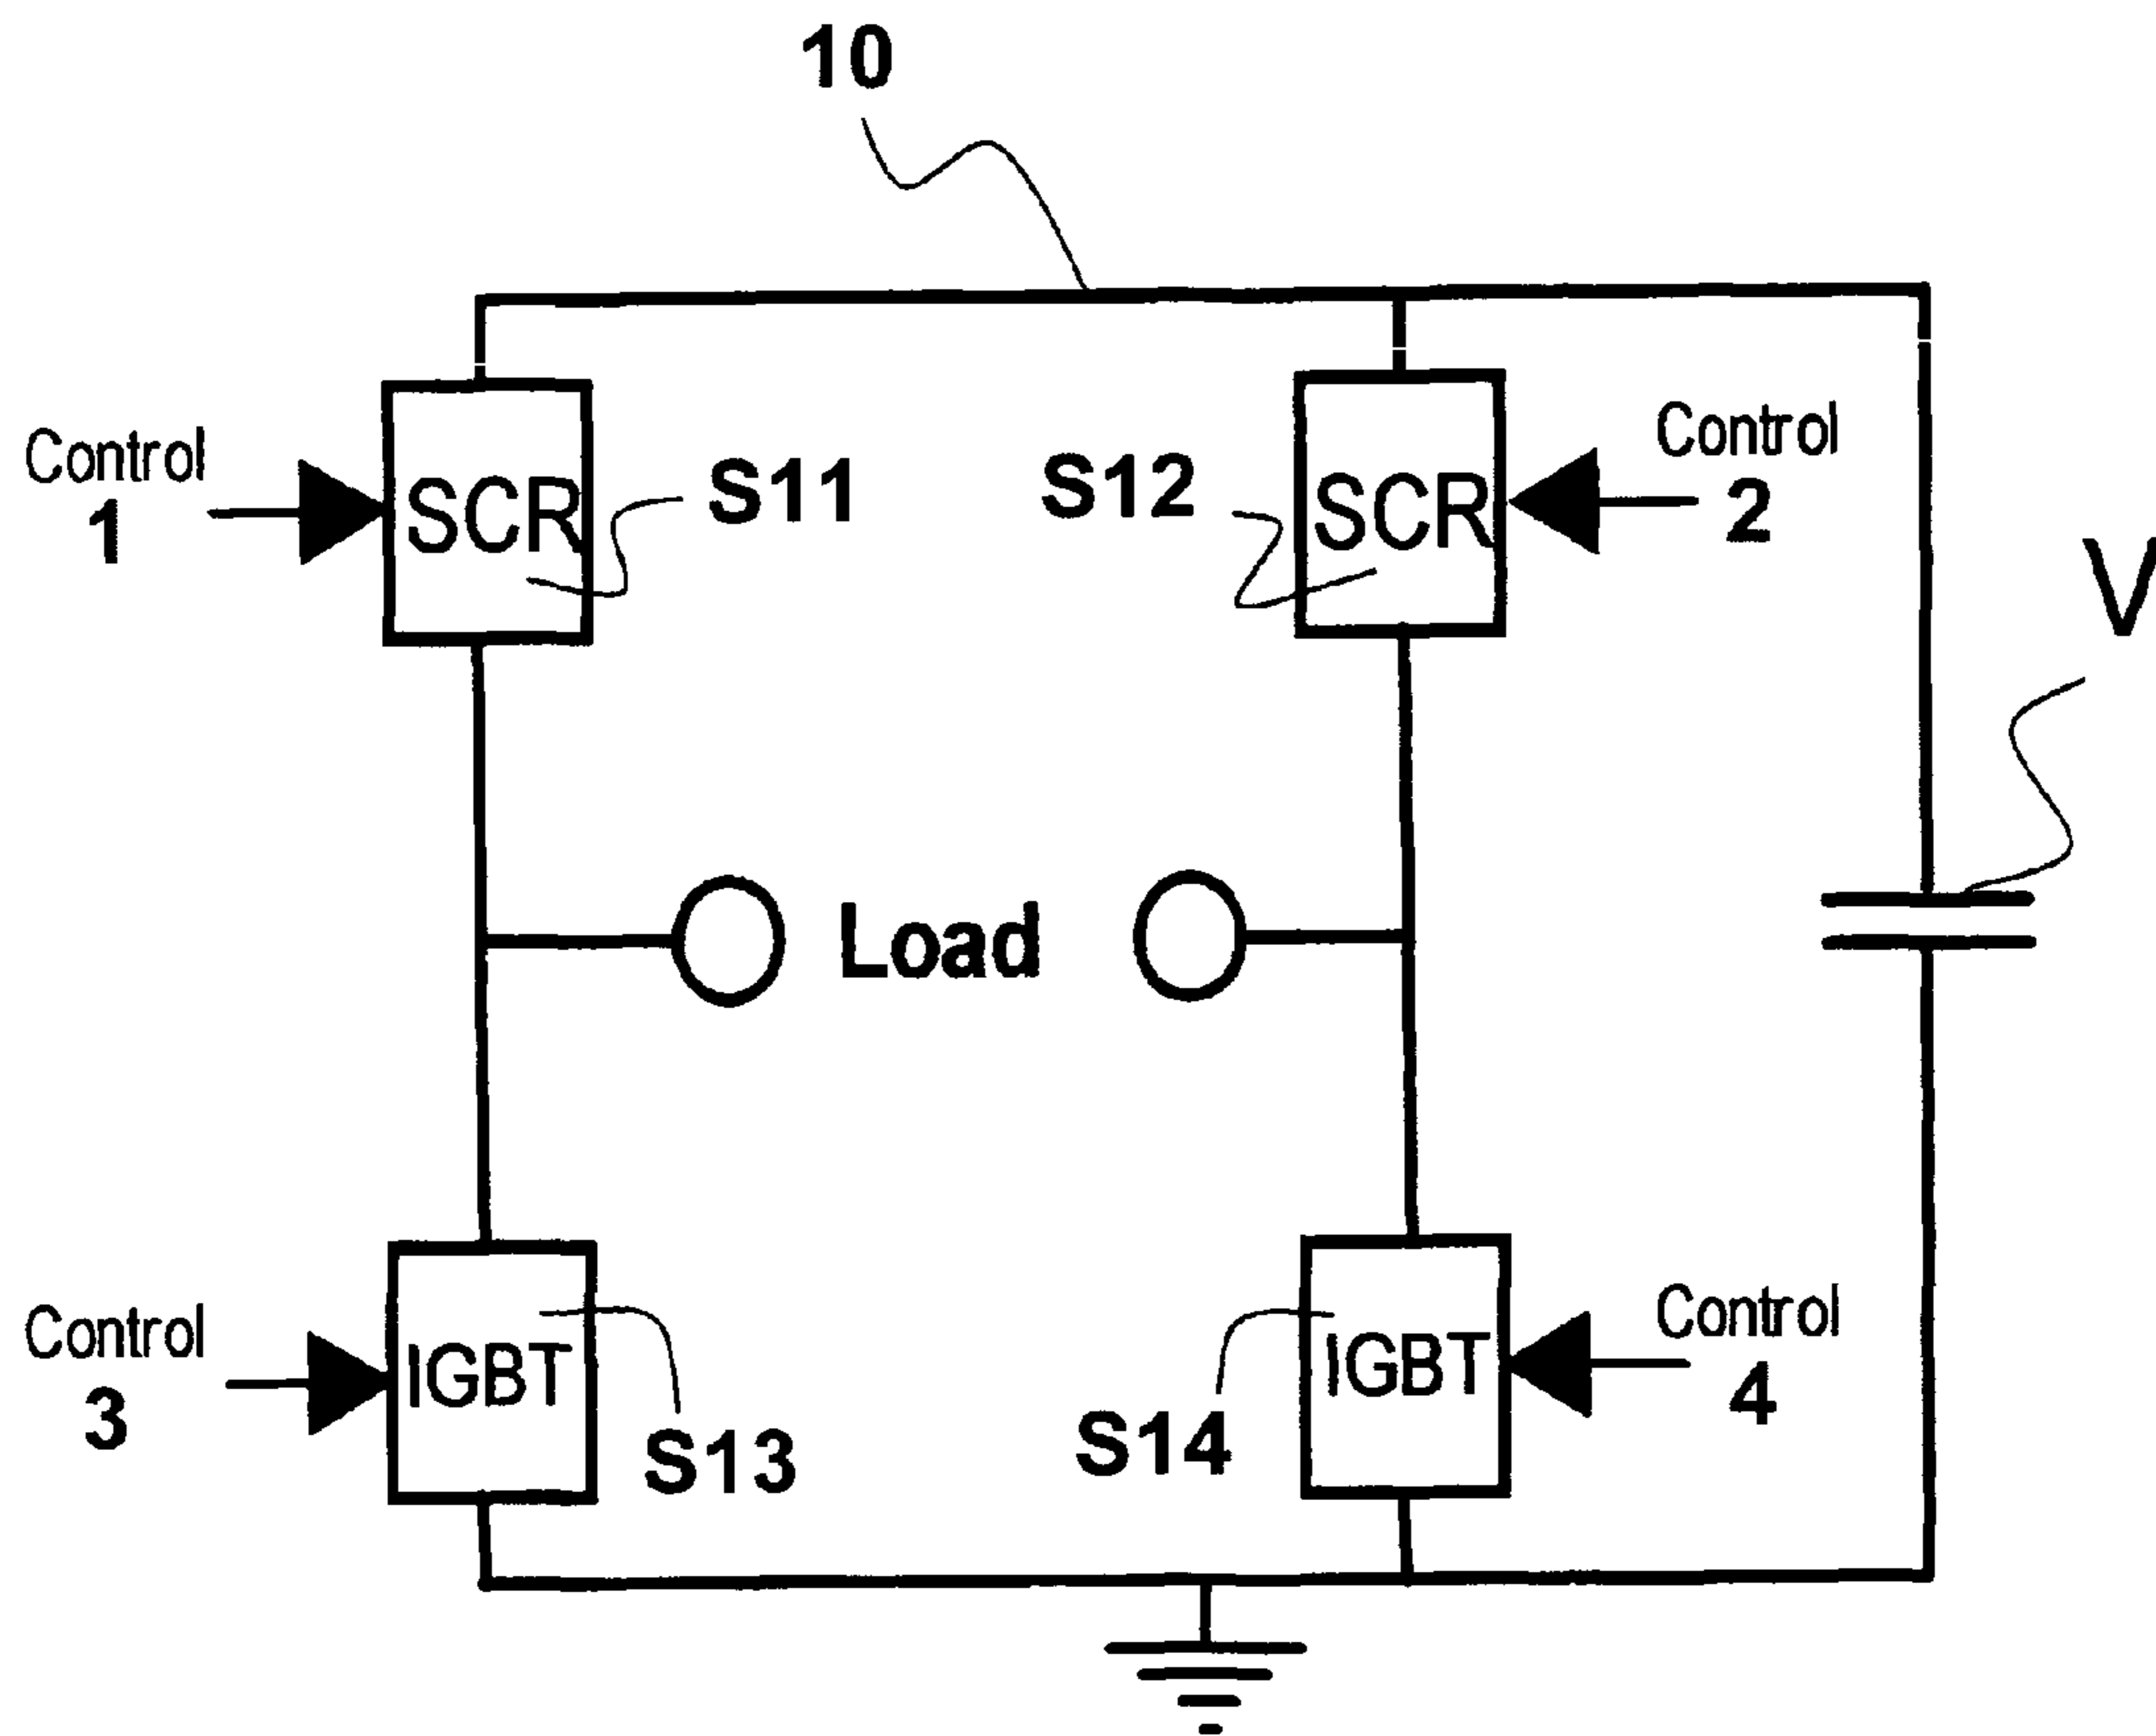 10
Control
1
SCR
S11
S12
SCR
Control
2
V
Load
Control
3
IGBT
S13
S14
IGBT
Control
4